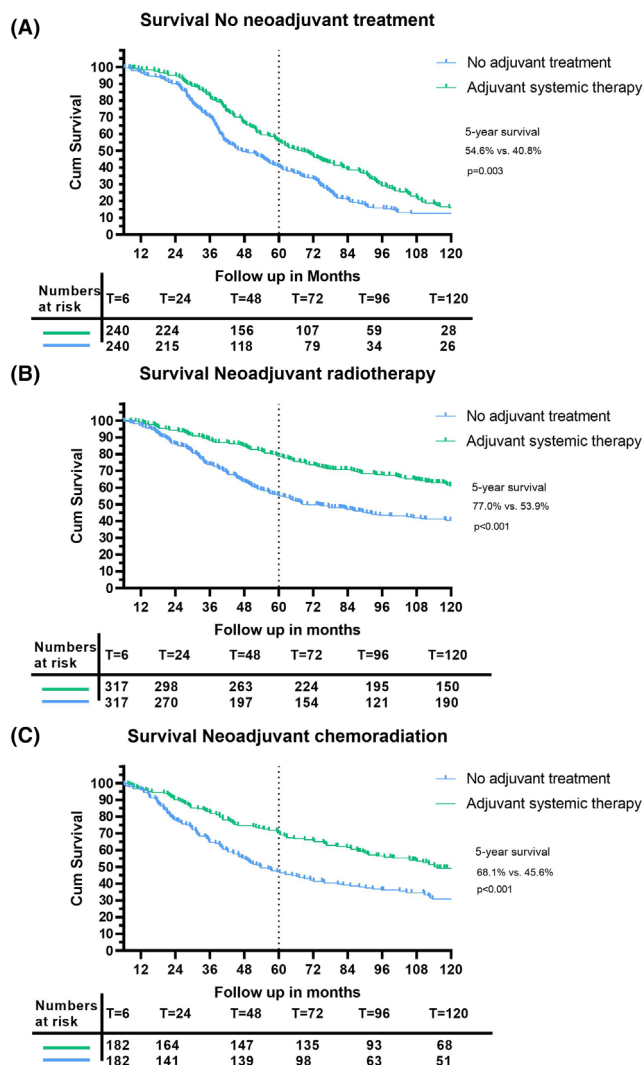 (A)
Survival No neoadjuvant treatment
No adjuvant treatment
Adjuvant systemic therapy
5-year survival
54.6% vs. 40.8%
p=0.003
Cum Survival
100
90
80
70
60
50
40
30
20
10
0
12 24 36 48 60 72 84 96 108 120
Follow up in Months
Numbers at risk T=6 T=24 T=48 T=72 T=96 T=120
240 224 156 107 59 28
240 215 118 79 34 26
(B)
Survival Neoadjuvant radiotherapy
No adjuvant treatment
Adjuvant systemic therapy
5-year survival
77.0% vs. 53.9%
p<0.001
Cum Survival
100
90
80
70
60
50
40
30
20
10
0
12 24 36 48 60 72 84 96 108 120
Follow up in months
Numbers at risk T=6 T=24 T=48 T=72 T=96 T=120
317 298 263 224 195 150
317 270 197 154 121 190
(C)
Survival Neoadjuvant chemoradiation
No adjuvant treatment
Adjuvant systemic therapy
5-year survival
68.1% vs. 45.6%
p<0.001
Cum Survival
100
90
80
70
60
50
40
30
20
10
0
12 24 36 48 60 72 84 96 108 120
Follow up in months
Numbers at risk T=6 T=24 T=48 T=72 T=96 T=120
182 164 147 135 93 68
182 141 139 98 63 51